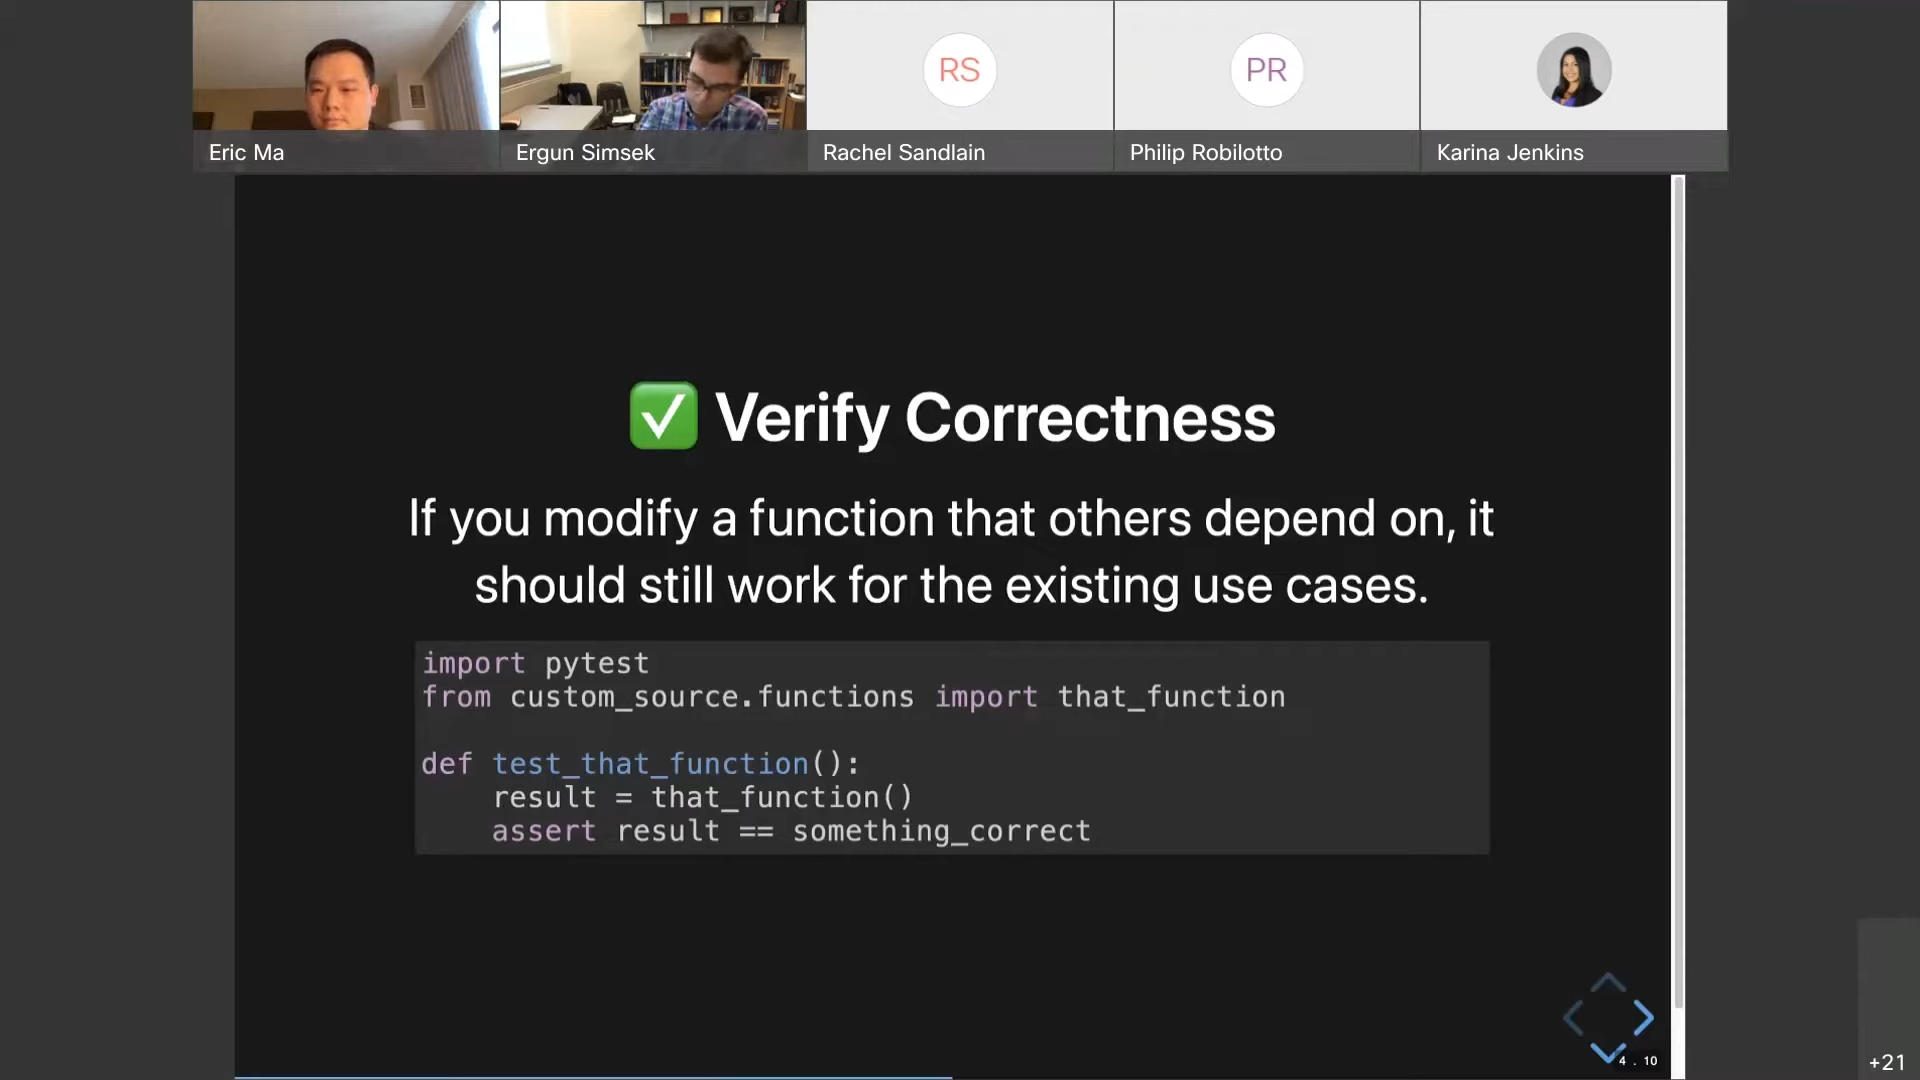 RS
PR
Eric Ma
Ergun Simsek
Rachel Sandlain
Philip Robilotto
Karina Jenkins
✅ Verify Correctness
If you modify a function that others depend on, it
should still work for the existing use cases.
import pytest
from custom_source.functions import that_function
def test_that_function():
    result = that_function()
    assert result == something_correct
4 . 10
+21